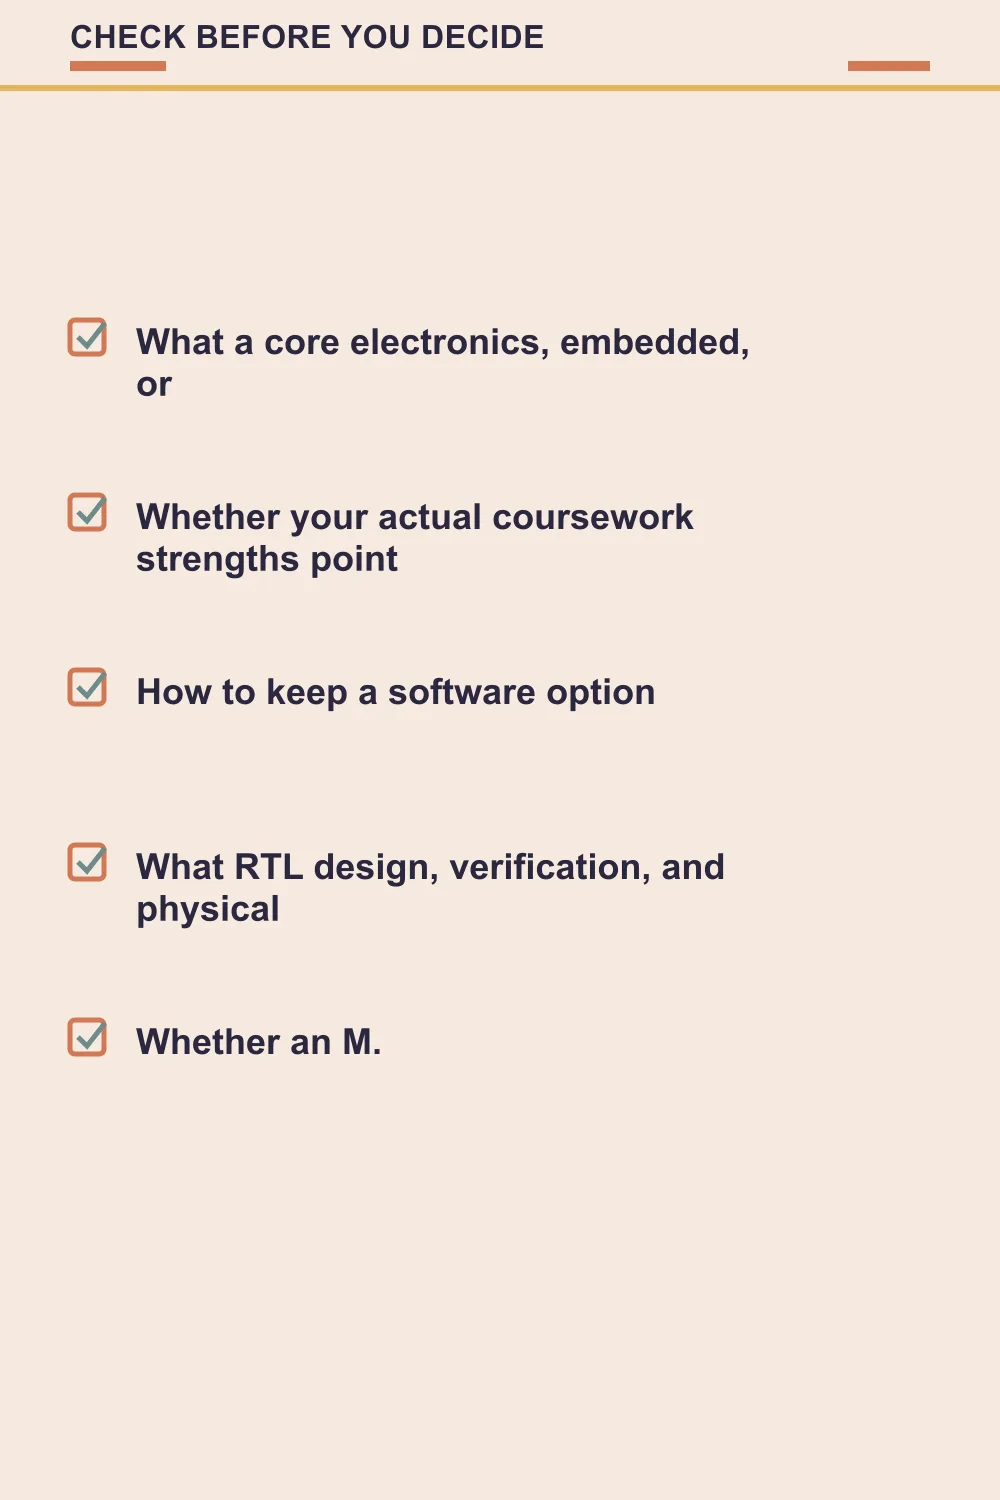 CHECK BEFORE YOU DECIDE
What a core electronics, embedded,
or
Whether your actual coursework
strengths point
How to keep a software option
What RTL design, verification, and
physical
Whether an M.